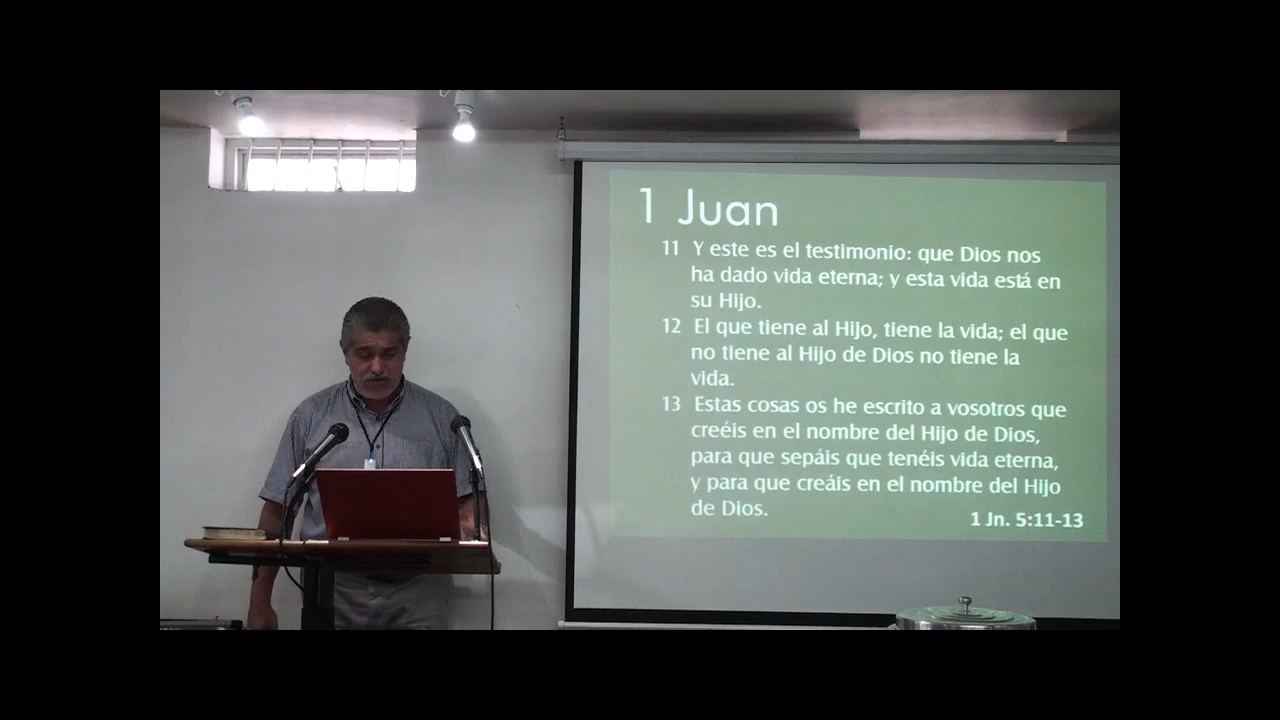 1 Juan
11 Y este es el testimonio: que Dios nos
ha dado vida eterna; y esta vida está en
su Hijo.
12 El que tiene al Hijo, tiene la vida; el que
no tiene al Hijo de Dios no tiene la
vida.
13 Estas cosas os he escrito a vosotros que
creéis en el nombre del Hijo de Dios,
para que sepáis que tenéis vida eterna,
y para que creáis en el nombre del Hijo
de Dios.
1 Jn. 5:11-13